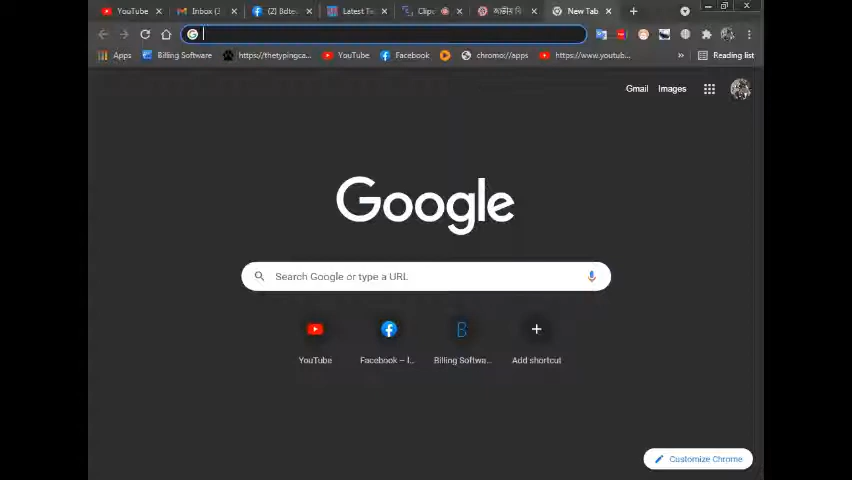 YouTube Inbox (3 (2) Bdte Latest Te Clipc New Tab
Apps Billing Software https://thetypingca... YouTube Facebook chromo://apps https://www.youtub... » Reading list
Gmail Images
Google
Search Google or type a URL
YouTube Facebook – l... Billing Softwa... Add shortcut
Customize Chrome